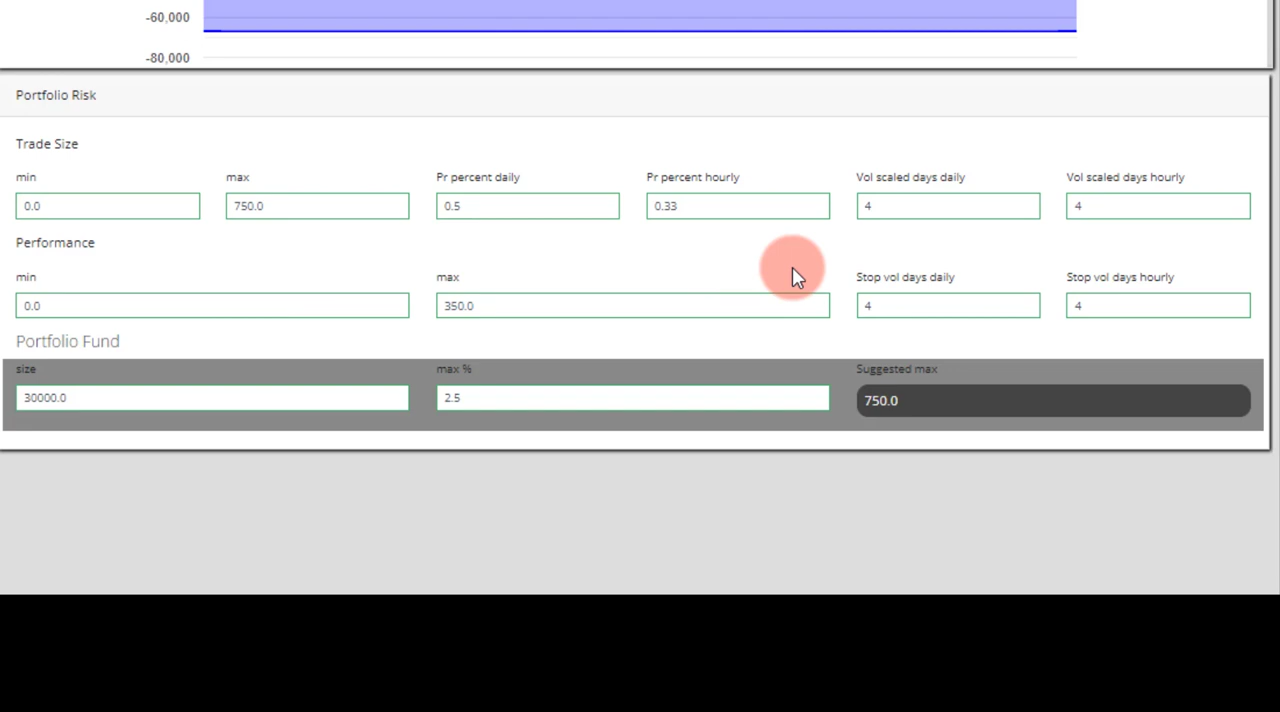 -60,000
-80,000
Portfolio Risk
Trade Size
min max Pr percent daily Pr percent hourly Vol scaled days daily Vol scaled days hourly
0.0 750.0 0.5 0.33 4 4
Performance
min max Stop vol days daily Stop vol days hourly
0.0 350.0 4 4
Portfolio Fund
size max % Suggested max
30000.0 2.5 750.0